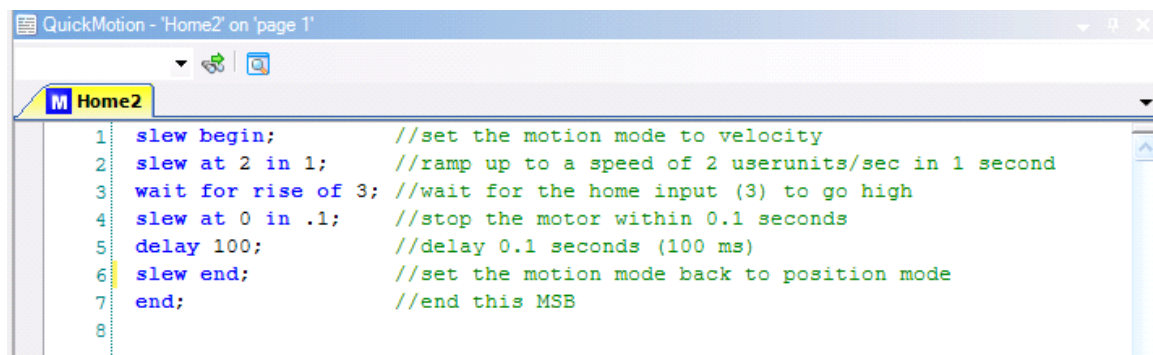 QuickMotion - 'Home2' on 'page 1'
M Home2
1 slew begin; //set the motion mode to velocity
2 slew at 2 in 1; //ramp up to a speed of 2 userunits/sec in 1 second
3 wait for rise of 3; //wait for the home input (3) to go high
4 slew at 0 in .1; //stop the motor within 0.1 seconds
5 delay 100; //delay 0.1 seconds (100 ms)
6 slew end; //set the motion mode back to position mode
7 end; //end this MSB
8